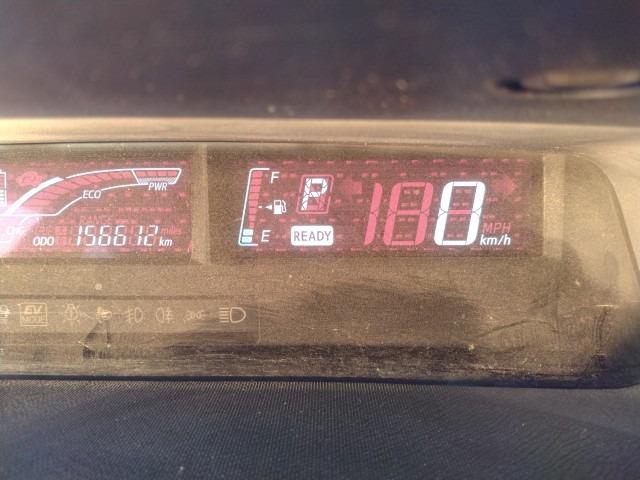 F
P
ECO
PWR
MPH
0
km/h
ODO 156612 miles km
E
READY
EV
MODE